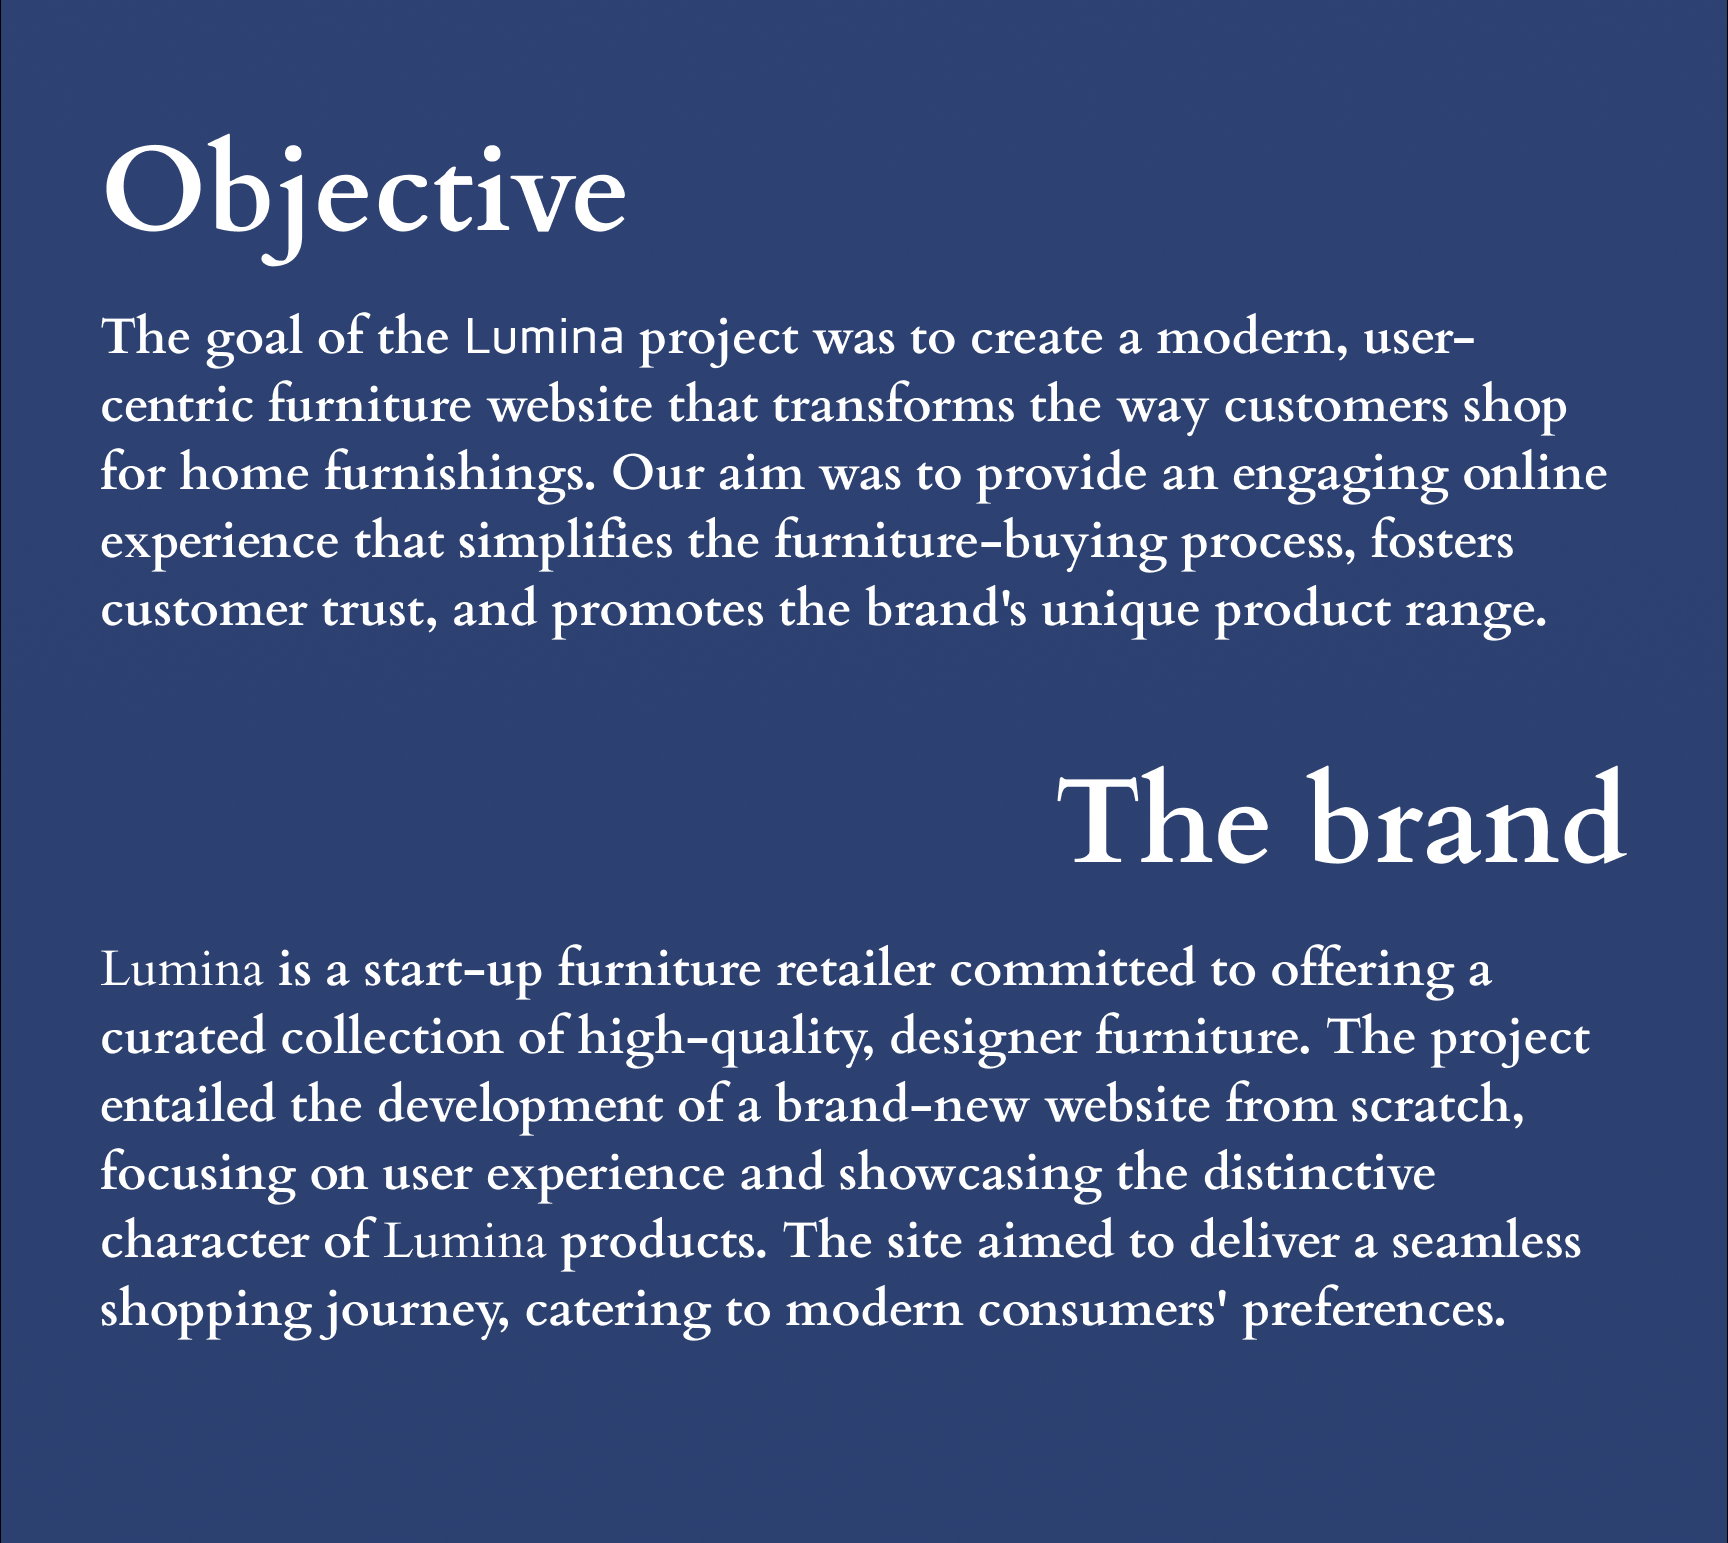 Objective
The goal of the Lumina project was to create a modern, user-
centric furniture website that transforms the way customers shop
for home furnishings. Our aim was to provide an engaging online
experience that simplifies the furniture-buying process, fosters
customer trust, and promotes the brand's unique product range.
The brand
Lumina is a start-up furniture retailer committed to offering a
curated collection of high-quality, designer furniture. The project
entailed the development of a brand-new website from scratch,
focusing on user experience and showcasing the distinctive
character of Lumina products. The site aimed to deliver a seamless
shopping journey, catering to modern consumers' preferences.